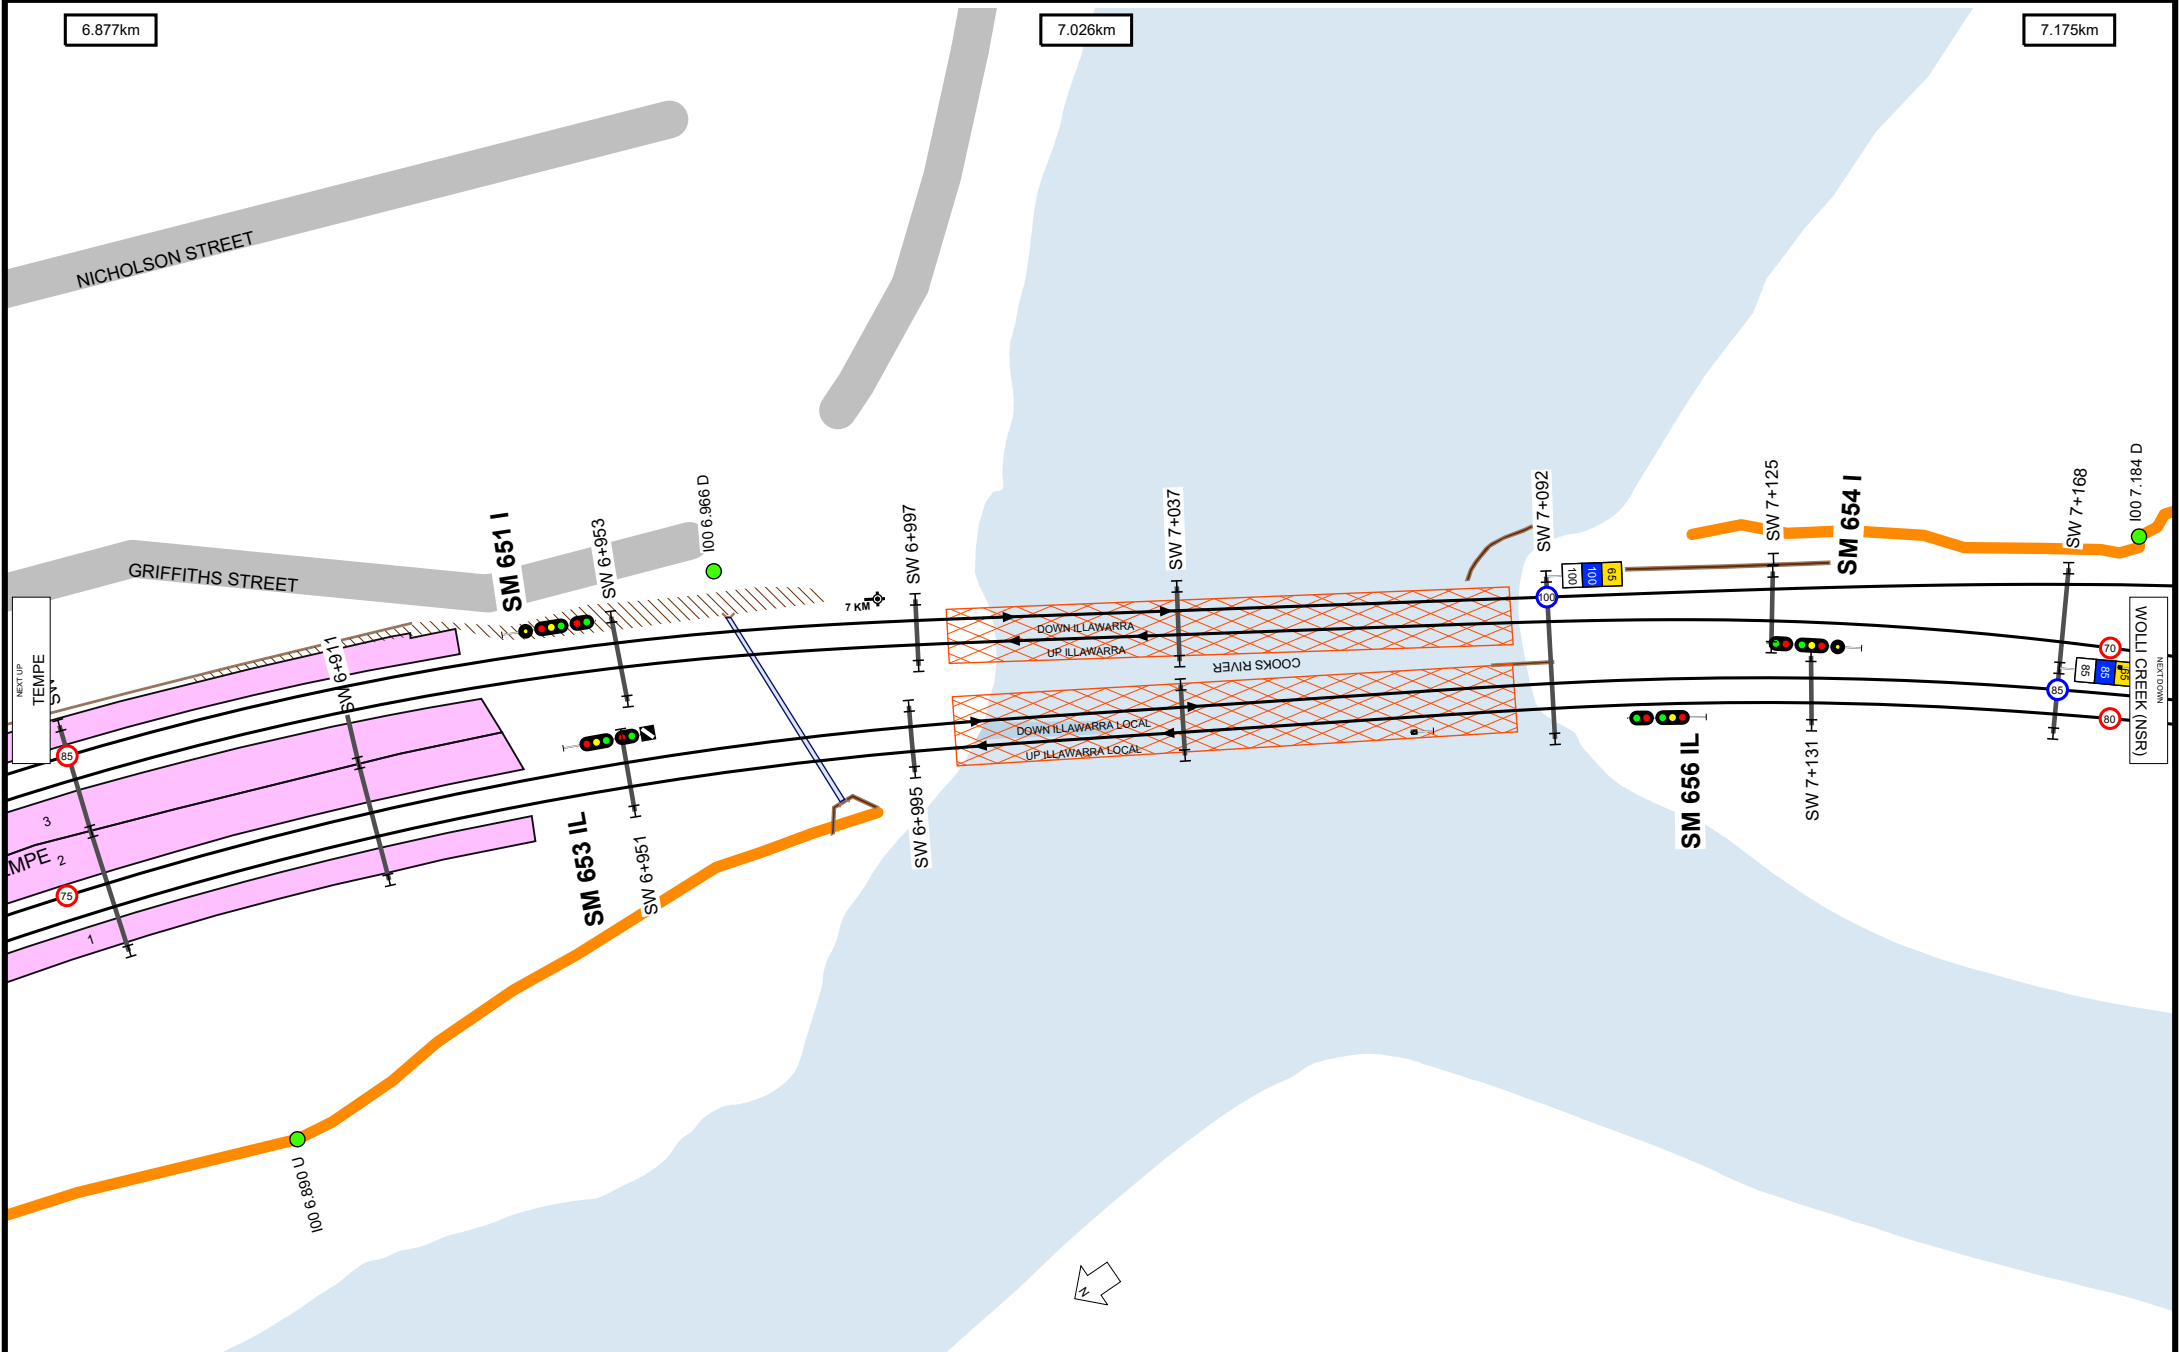 6.877km
7.026km
7.175km
NICHOLSON STREET
GRIFFITHS STREET
SM 651 I
SW 6+953
I00 6.966 D
7 KM
SW 6+997
SW 7+037
SW 7+092
100
100
65
100
SW 7+125
SM 654 I
SW 7+168
I00 7.184 D
NEXT UP
TEMPE
SW 6+911
DOWN ILLAWARRA
UP ILLAWARRA
COOKS RIVER
DOWN ILLAWARRA LOCAL
UP ILLAWARRA LOCAL
70
85
85
85
80
WOLLI CREEK (NSR)
NEXT DOWN
85
75
3
2
1
SM 653 IL
SW 6+951
SW 6+995
SM 656 IL
SW 7+131
I00 6.890 U
N